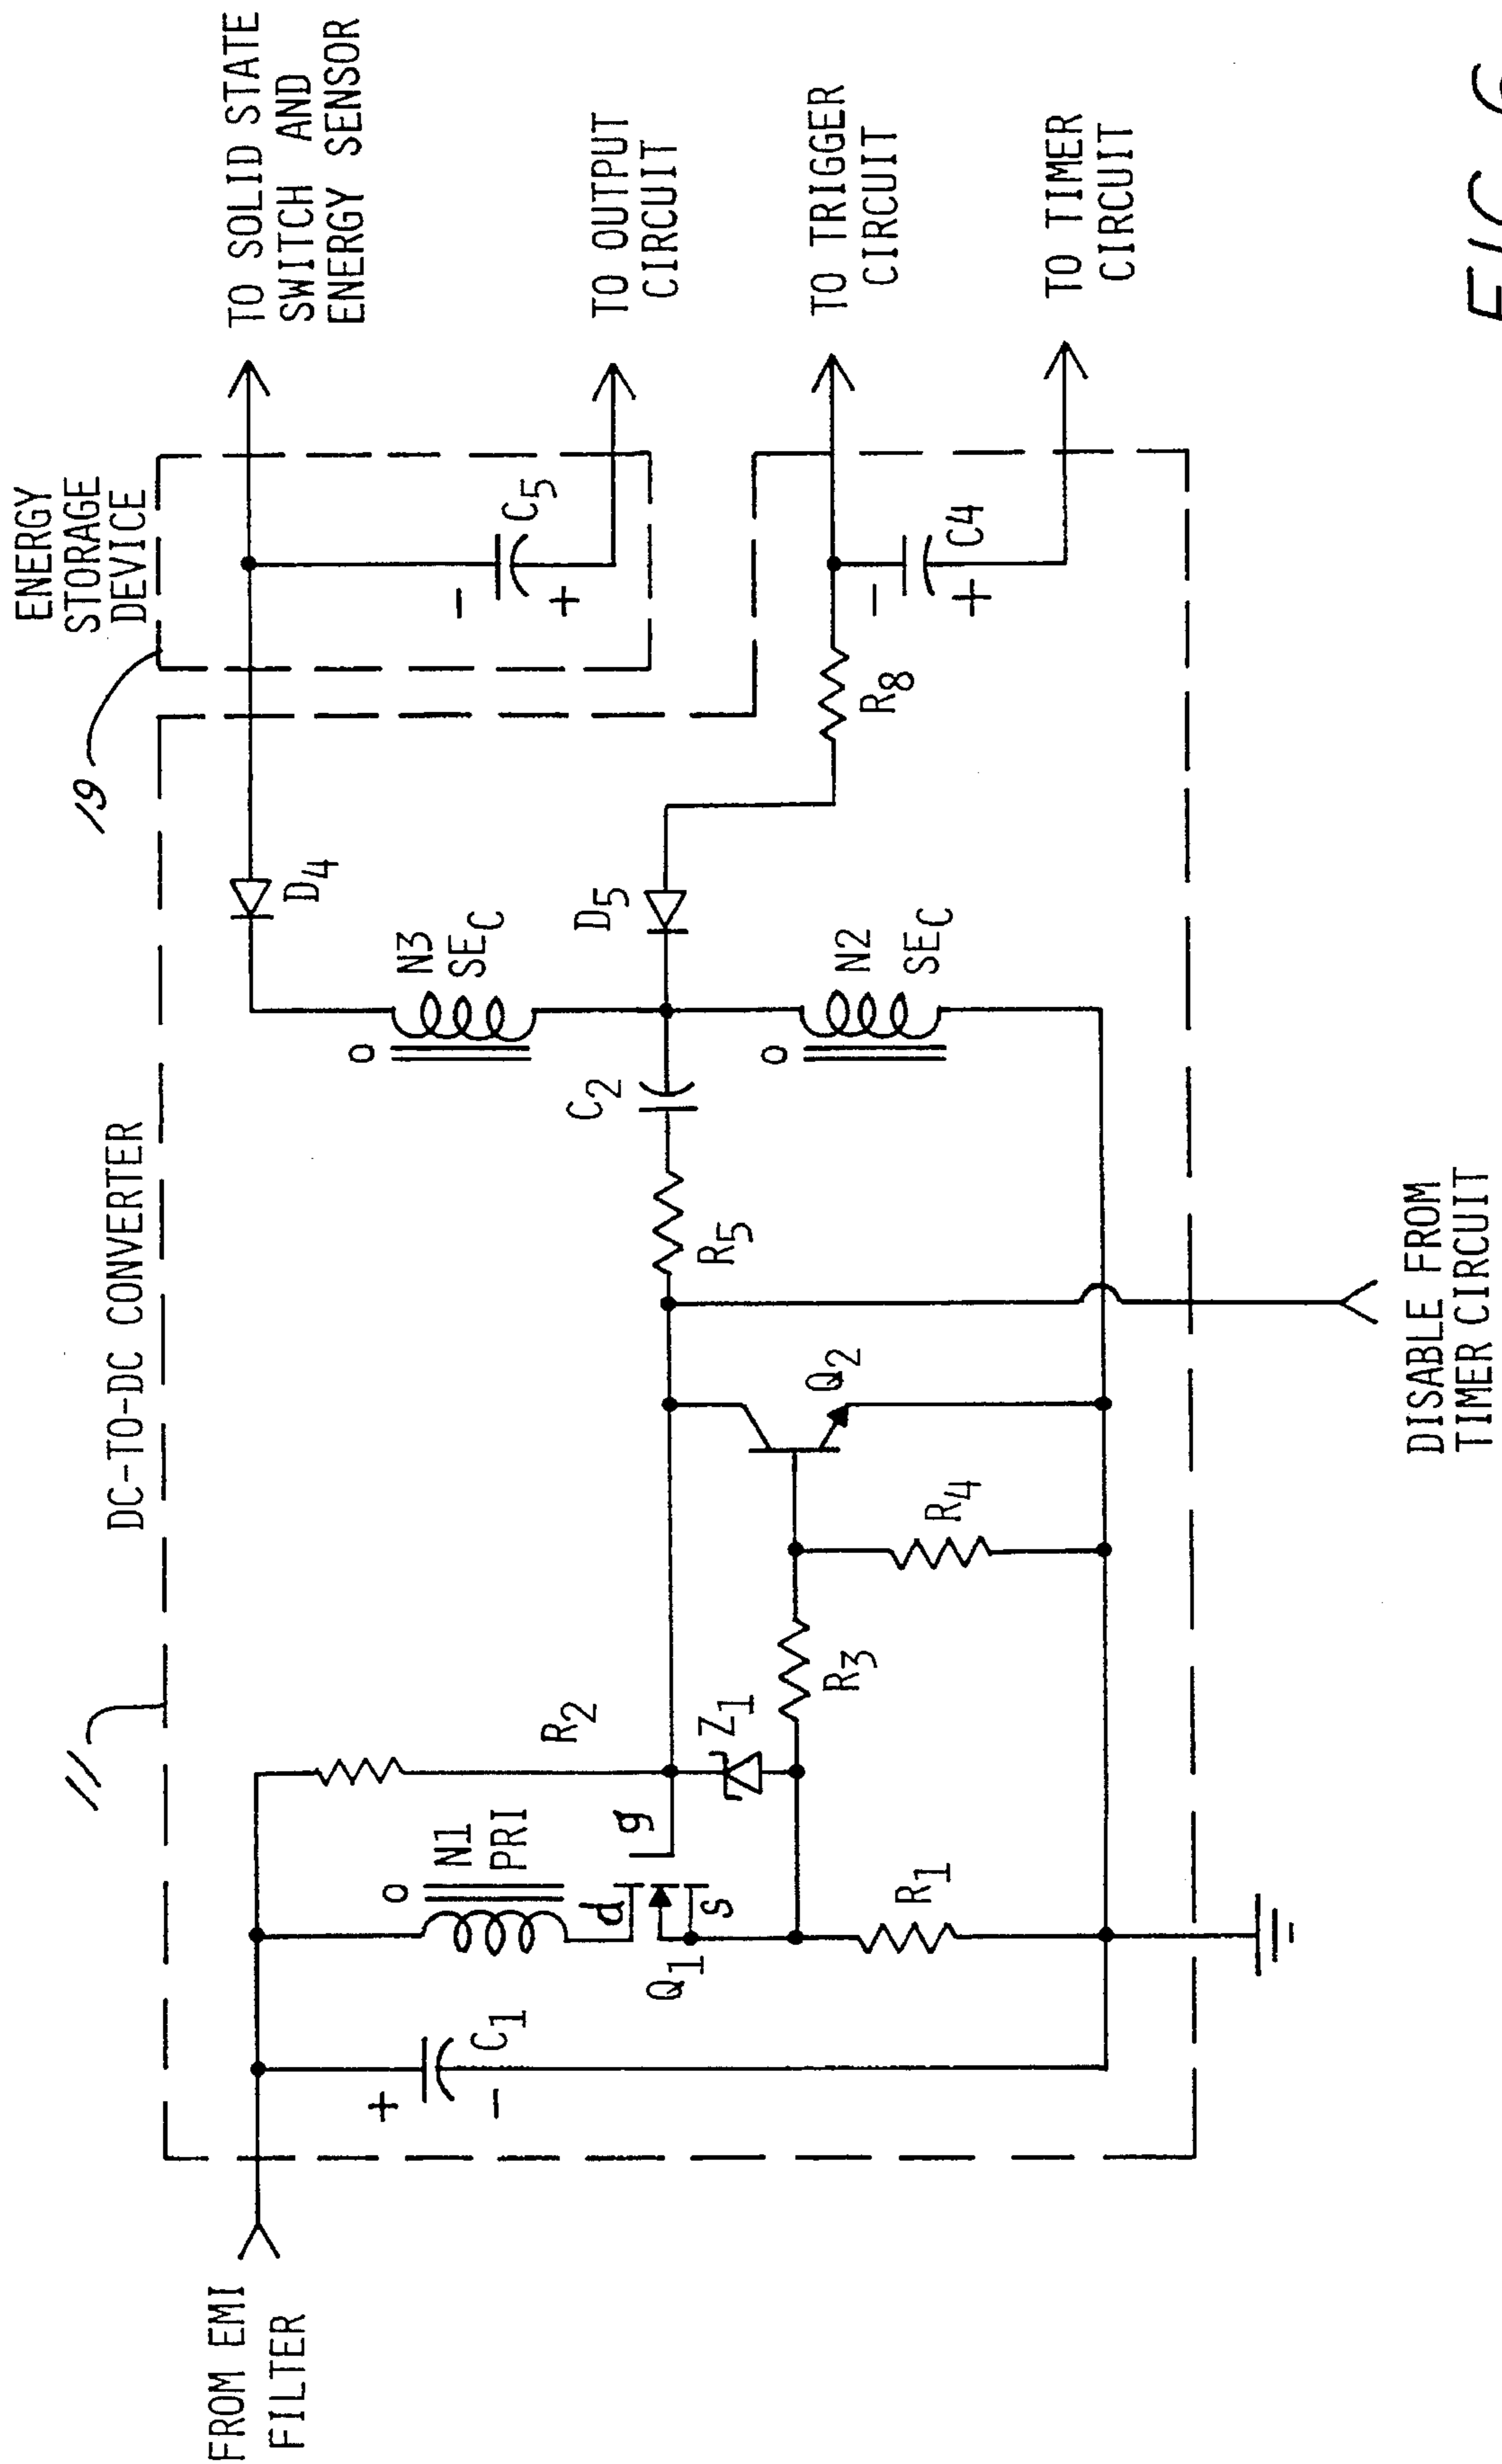 ENERGY
STORAGE
DEVICE
19
TO SOLID STATE
SWITCH AND
ENERGY SENSOR
TO OUTPUT
CIRCUIT
TO TRIGGER
CIRCUIT
TO TIMER
CIRCUIT
DC-TO-DC CONVERTER
11
FROM EMI
FILTER
+
-
C1
N1
PRI
O
R2
d
g
s
Q1
Z1
R1
R3
R4
Q2
R5
C2
O
N3
SEC
O
N2
SEC
D4
D5
R8
-
+
C5
-
+
C4
DISABLE FROM
TIMER CIRCUIT